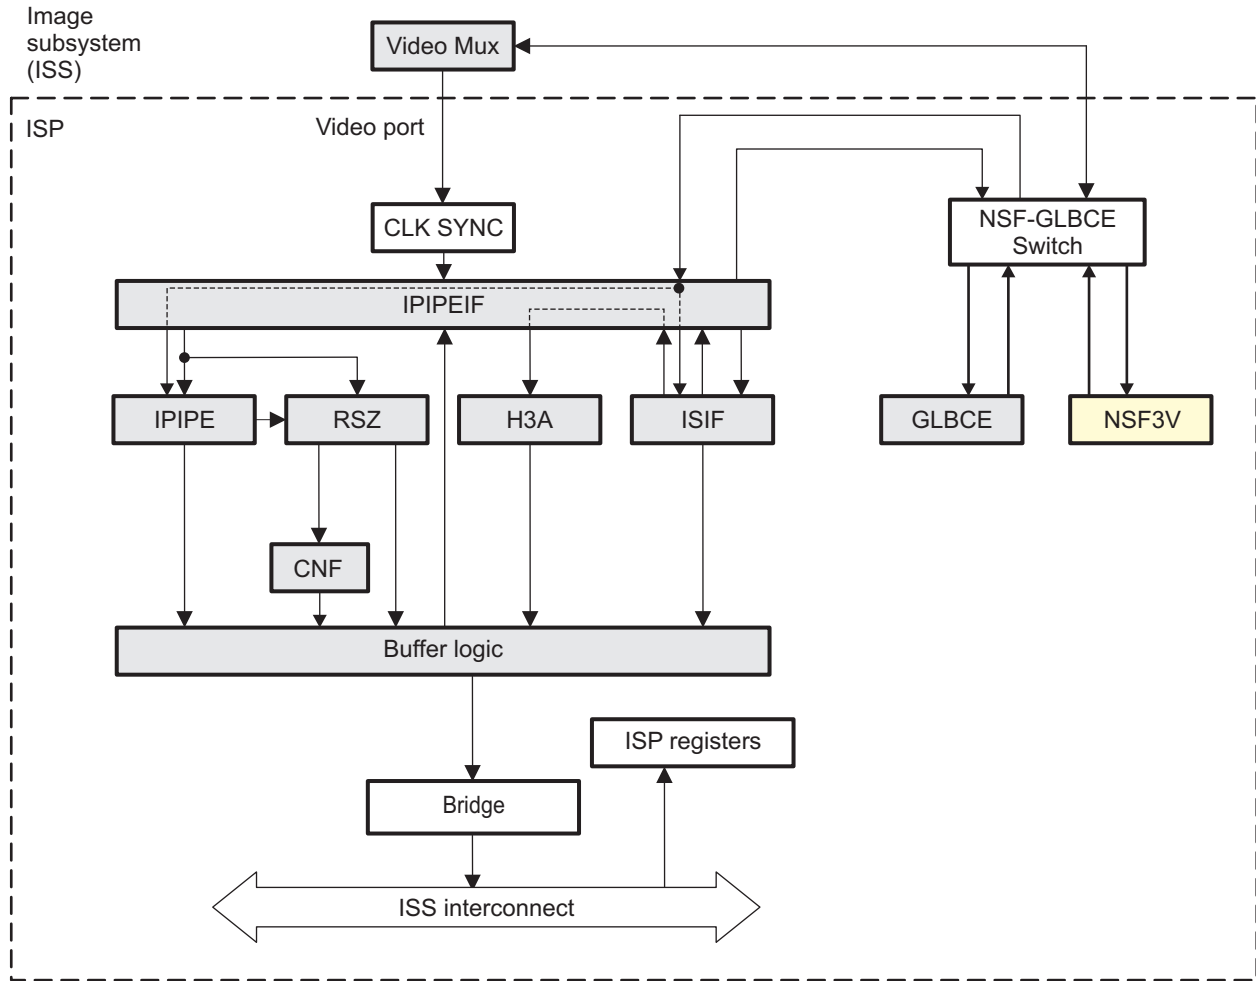 Image
subsystem
(ISS)
Video Mux
ISP
Video port
CLK SYNC
NSF-GLBCE
Switch
IPIPEIF
IPIPE
RSZ
H3A
ISIF
GLBCE
NSF3V
CNF
Buffer logic
ISP registers
Bridge
ISS interconnect